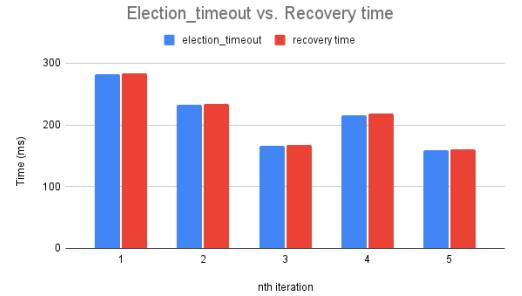 Election_timeout vs. Recovery time
election_timeout recovery time
300
200
100
0
Time (ms)
1 2 3 4 5
nth iteration